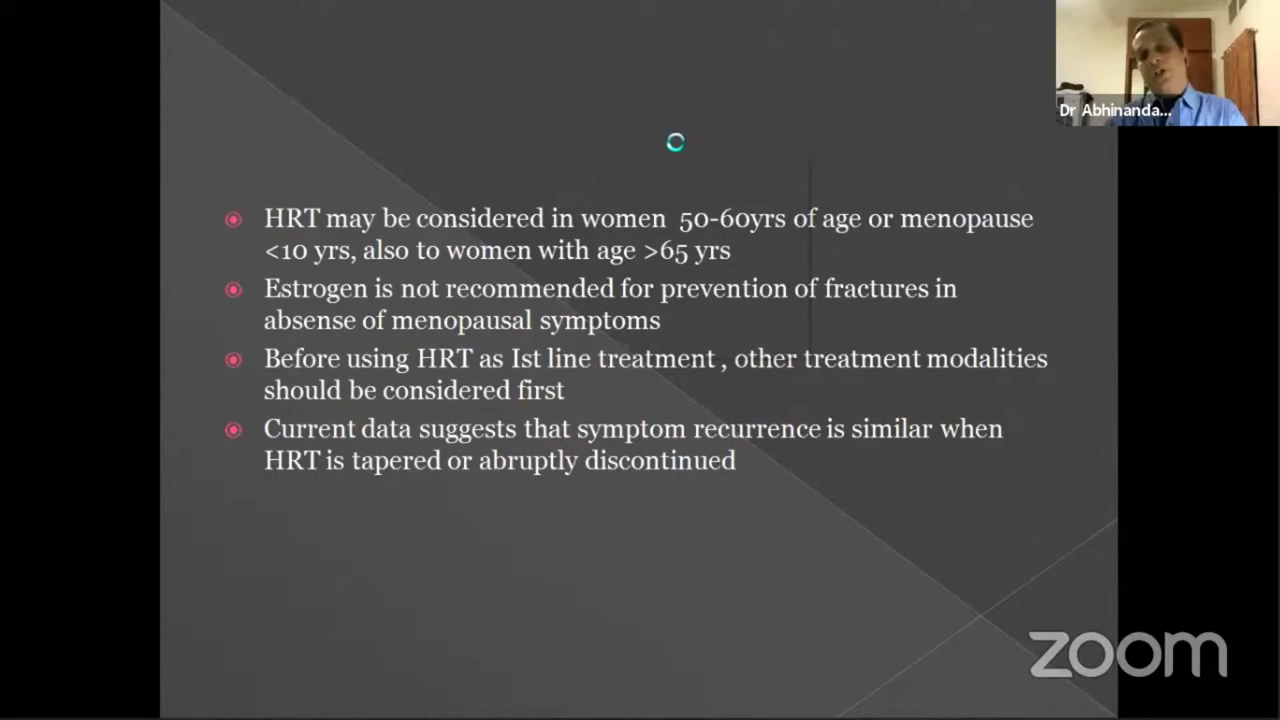 Dr Abhinanda...
HRT may be considered in women 50-60yrs of age or menopause
<10 yrs, also to women with age >65 yrs
Estrogen is not recommended for prevention of fractures in
absense of menopausal symptoms
Before using HRT as Ist line treatment , other treatment modalities
should be considered first
Current data suggests that symptom recurrence is similar when
HRT is tapered or abruptly discontinued
zoom